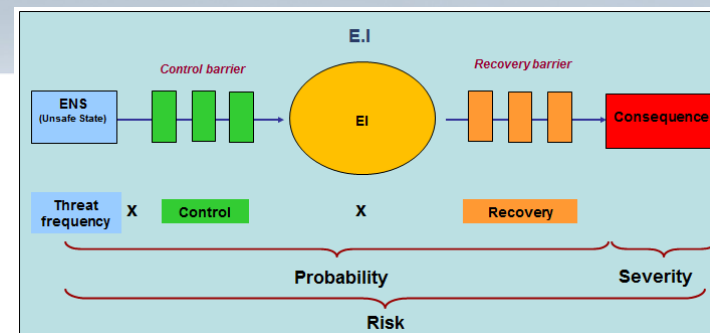 E.I
Control barrier
Recovery barrier
ENS
(Unsafe State)
EI
Consequence
Threat
frequency
X
Control
X
Recovery
Probability
Severity
Risk